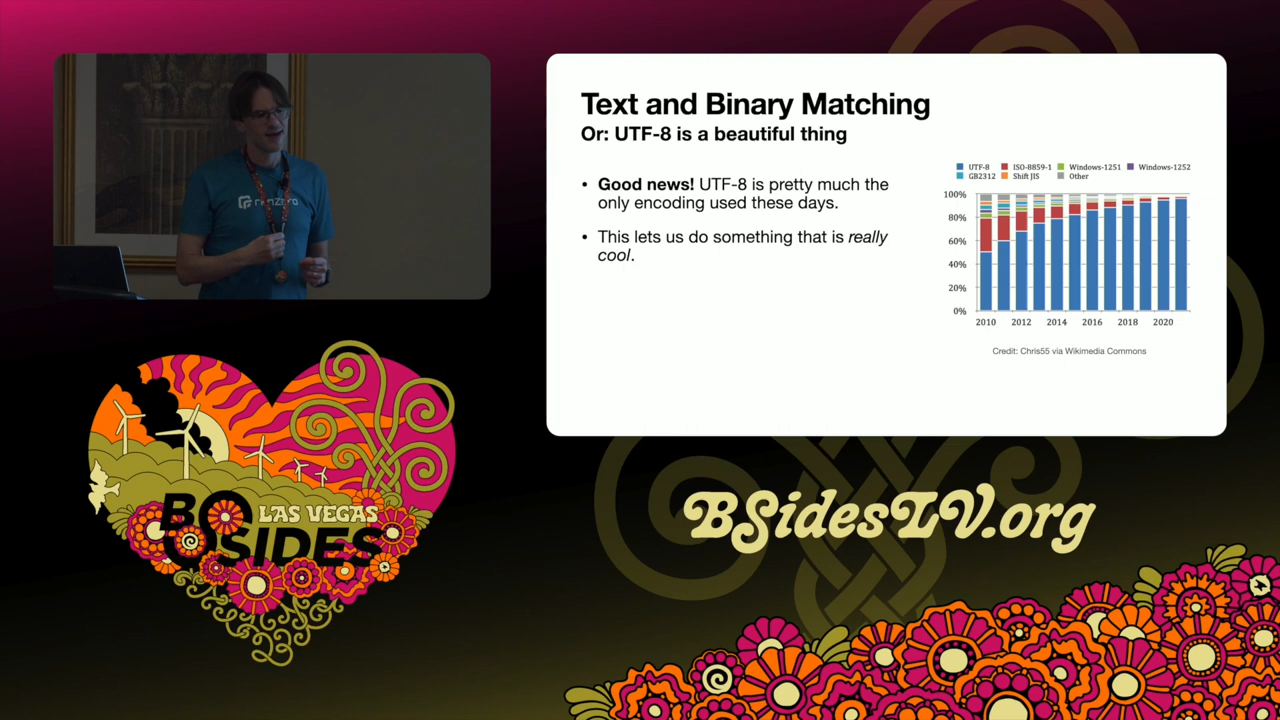 Text and Binary Matching
Or: UTF-8 is a beautiful thing
• Good news! UTF-8 is pretty much the
only encoding used these days.
• This lets us do something that is really
cool.
UTF-8 ISO-8859-1 Windows-1251 Windows-1252
GB2312 Shift JIS Other
100%
80%
60%
40%
20%
0%
2010 2012 2014 2016 2018 2020
Credit: Chris55 via Wikimedia Commons
runZero
LAS VEGAS
BSIDES
BSidesLV.org